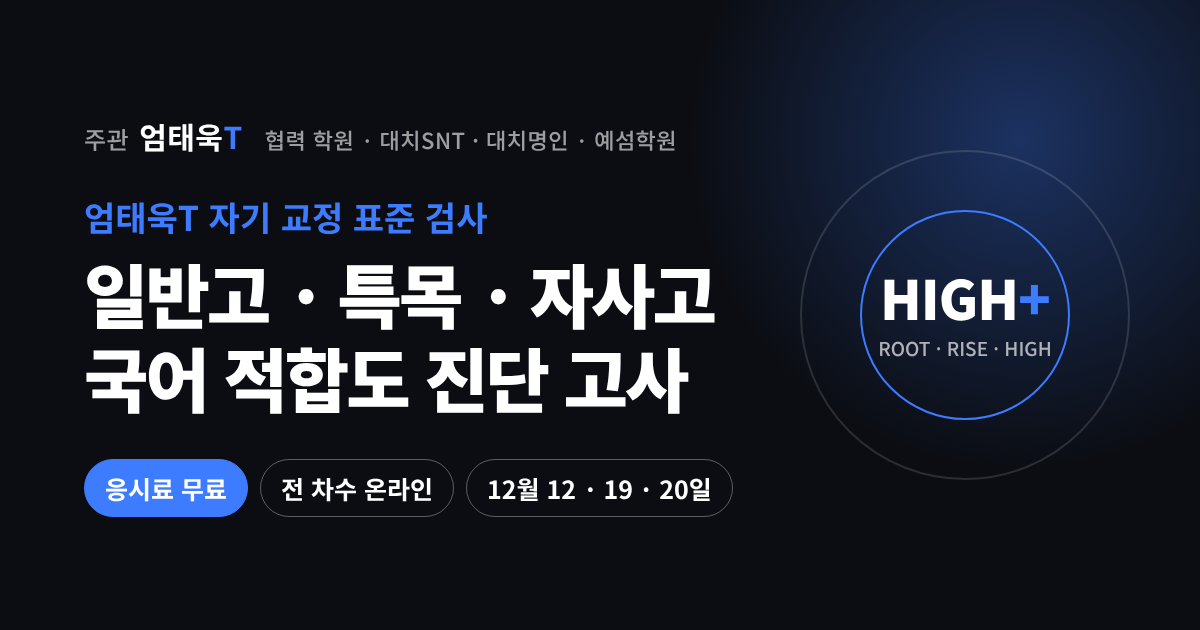 주관 엄태욱T 협력 학원 · 대치SNT · 대치명인 · 예섬학원
엄태욱T 자기 교정 표준 검사
일반고 · 특목 · 자사고
국어 적합도 진단 고사
응시료 무료 전 차수 온라인 12월 12 · 19 · 20일
HIGH+
ROOT · RISE · HIGH